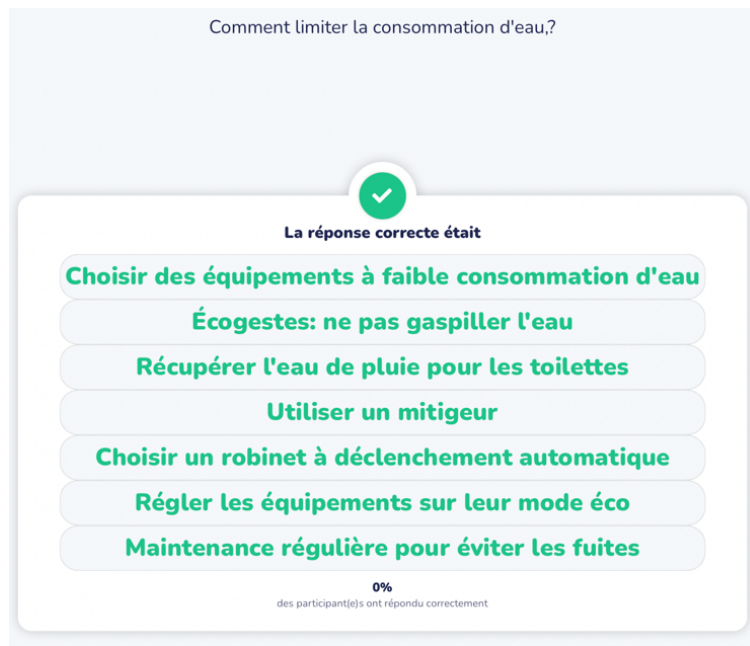 Comment limiter la consommation d'eau,?
La réponse correcte était
Choisir des équipements à faible consommation d'eau
Écogestes: ne pas gaspiller l'eau
Récupérer l'eau de pluie pour les toilettes
Utiliser un mitigeur
Choisir un robinet à déclenchement automatique
Régler les équipements sur leur mode éco
Maintenance régulière pour éviter les fuites
0%
des participant(e)s ont répondu correctement